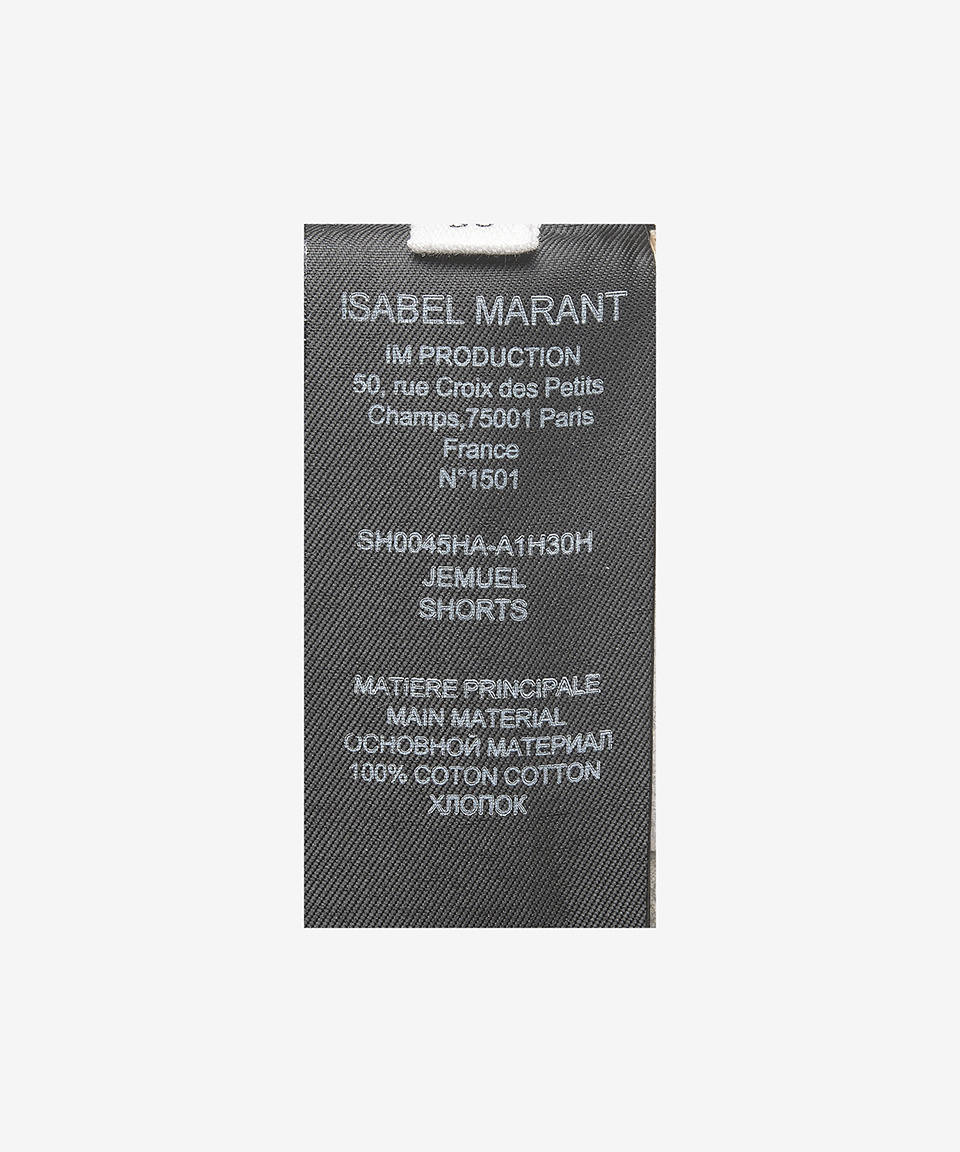 ISABEL MARANT
IM PRODUCTION
50, rue Croix des Petits
Champs,75001 Paris
France
N°1501
SH0045HA-A1H30H
JEMUEL
SHORTS
MATIERE PRINCIPALE
MAIN MATERIAL
ОСНОВНОЙ МАТЕРИАЛ
100% COTON COTTON
ХЛОПОК